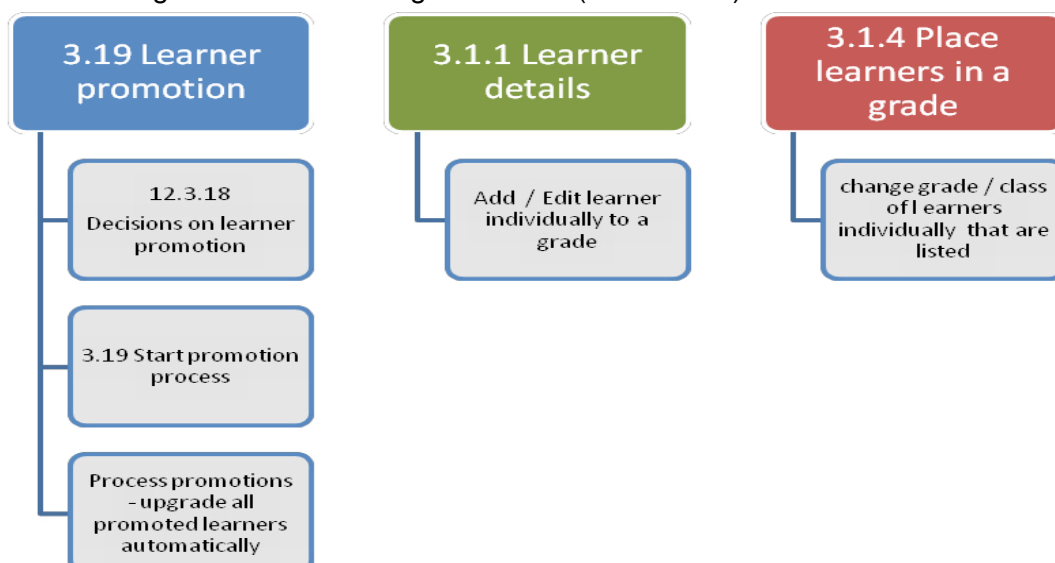 3.19 Learner
promotion
12.3.18
Decisions on learner
promotion
3.19 Start promotion
process
Process promotions
- upgrade all
promoted learners
automatically
3.1.1 Learner
details
Add / Edit learner
individually to a
grade
3.1.4 Place
learners in a
grade
change grade / class
of l earners
individually that are
listed